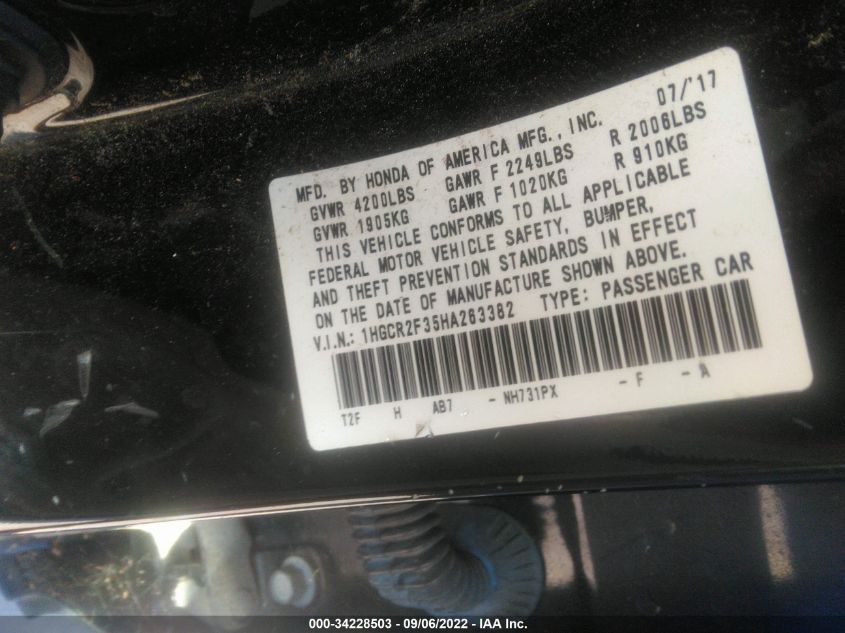 07/'17
MFD. BY HONDA OF AMERICA MFG., INC.
GVWR 4200LBS GAWR F 2249LBS R 2006LBS
GVWR 1905KG GAWR F 1020KG R 910KG
THIS VEHICLE CONFORMS TO ALL APPLICABLE
FEDERAL MOTOR VEHICLE SAFETY, BUMPER,
AND THEFT PREVENTION STANDARDS IN EFFECT
ON THE DATE OF MANUFACTURE SHOWN ABOVE.
V.I.N.: 1HGCR2F35HA263382 TYPE: PASSENGER CAR
T2F H AB7 - NH731PX - F - A
000-34228503 - 09/06/2022 - IAA Inc.